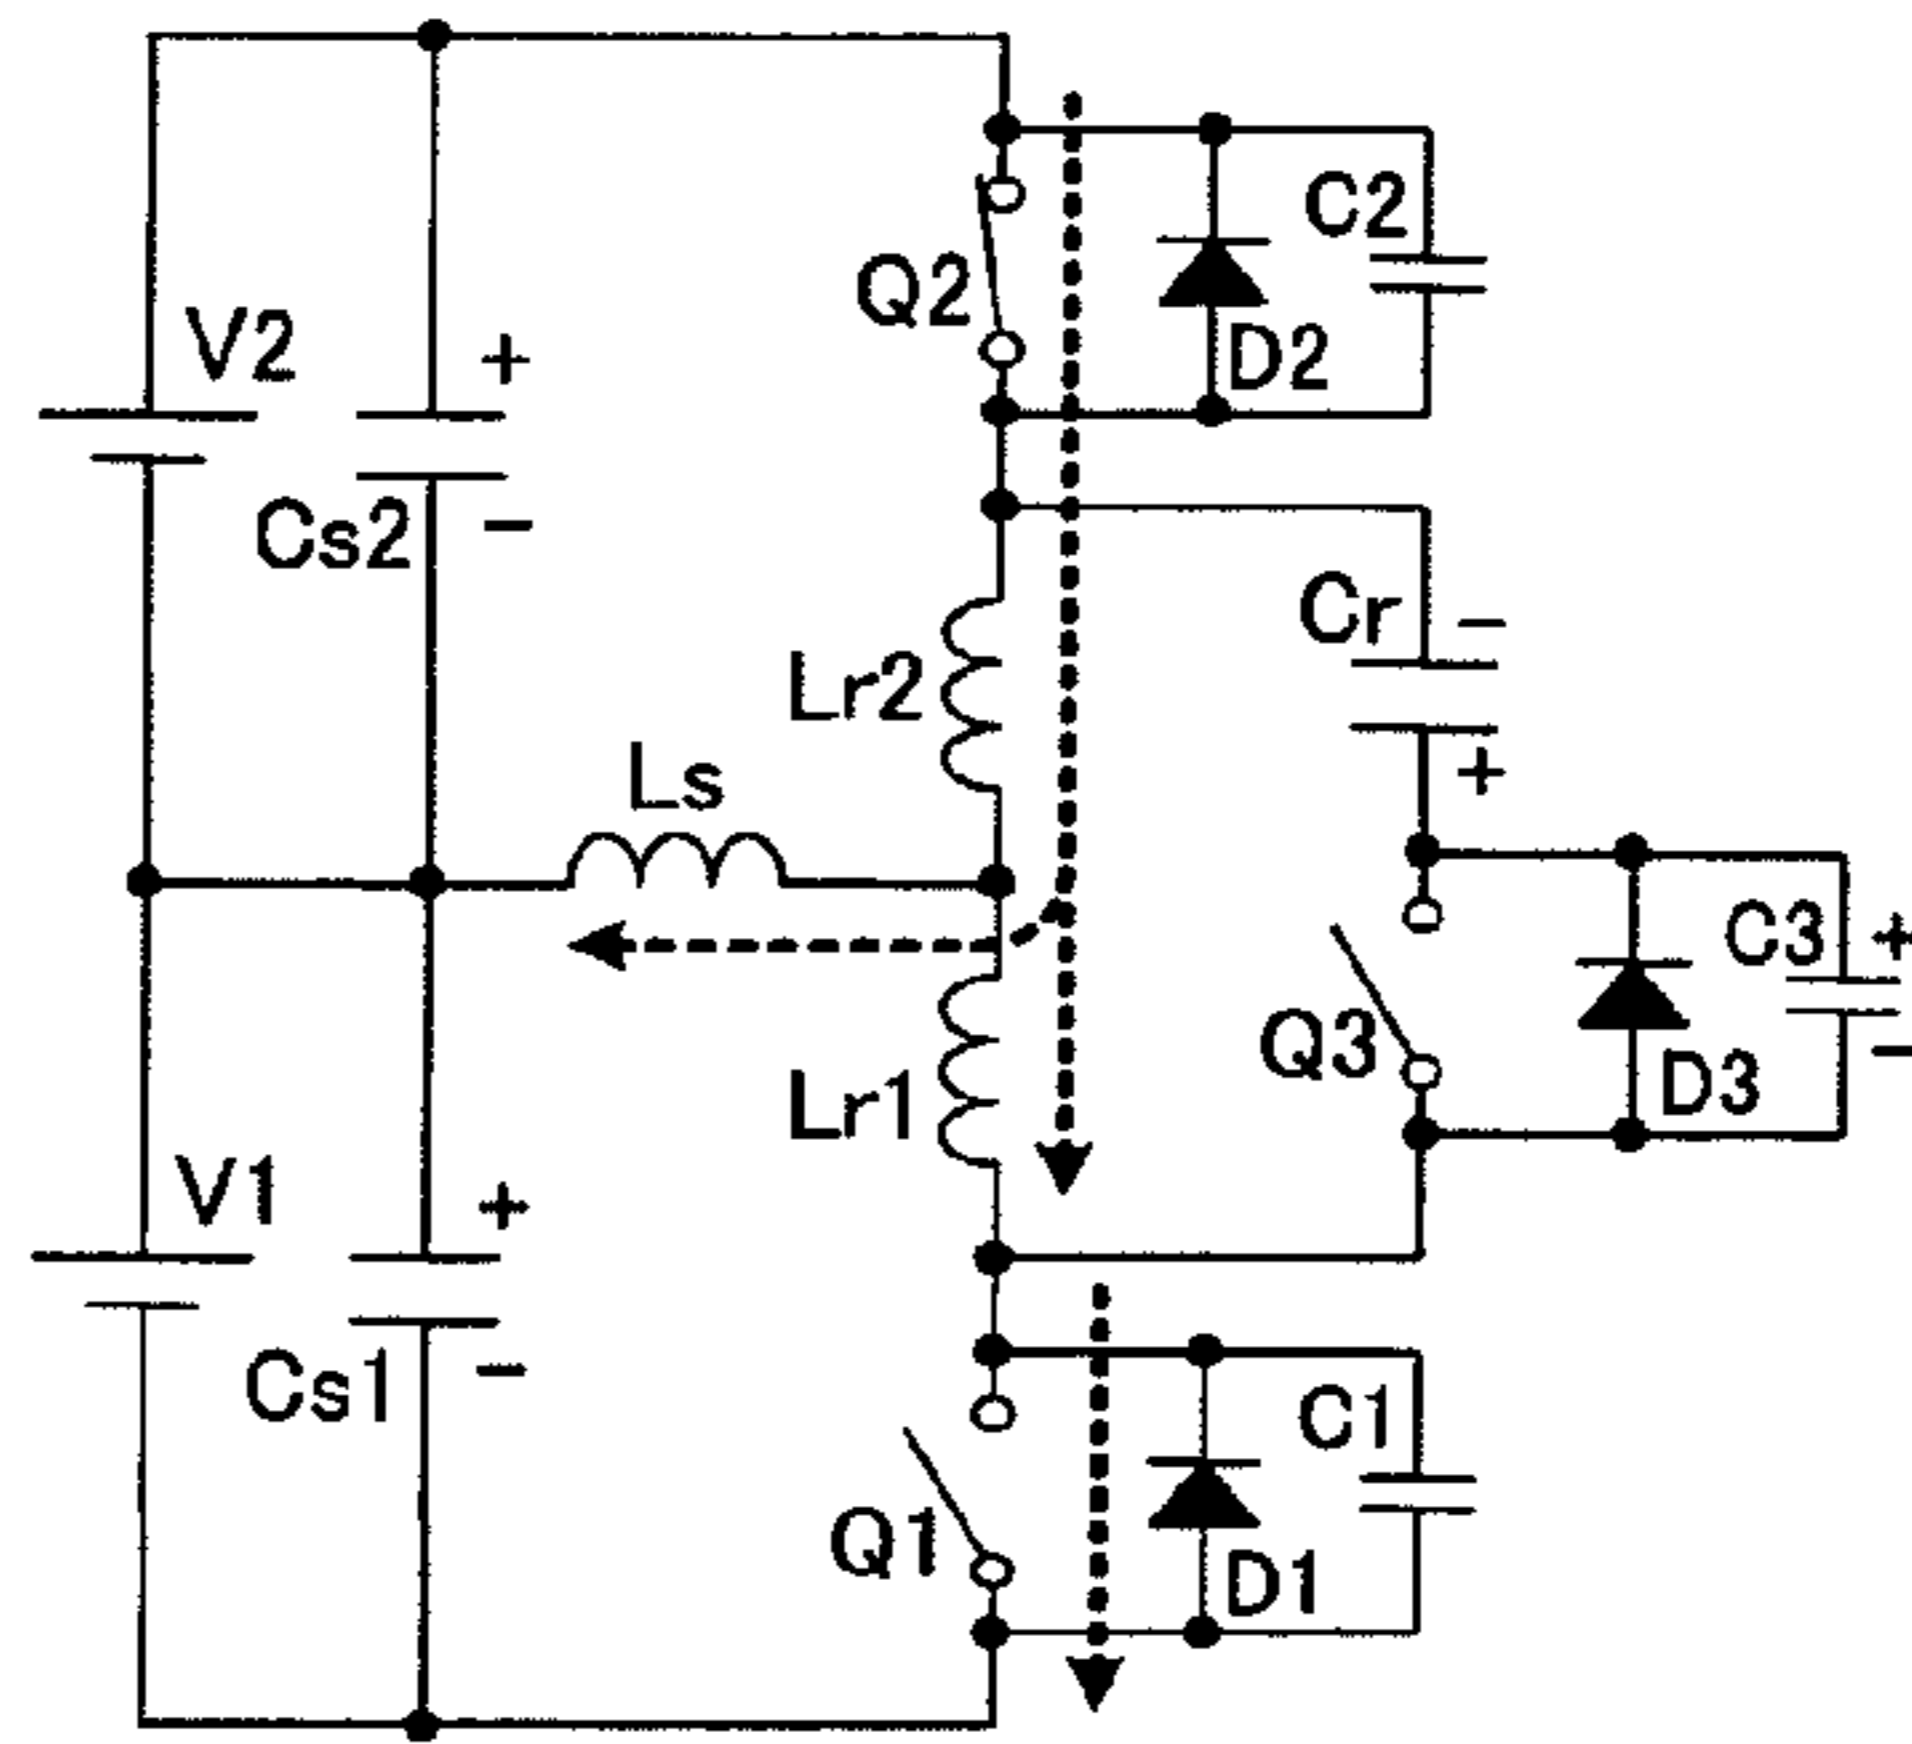 C2
Q2
V2
+
D2
Cs2
−
Cr
−
Lr2
Ls
+
C3
+
Q3
−
D3
Lr1
V1
+
Cs1
−
C1
Q1
D1